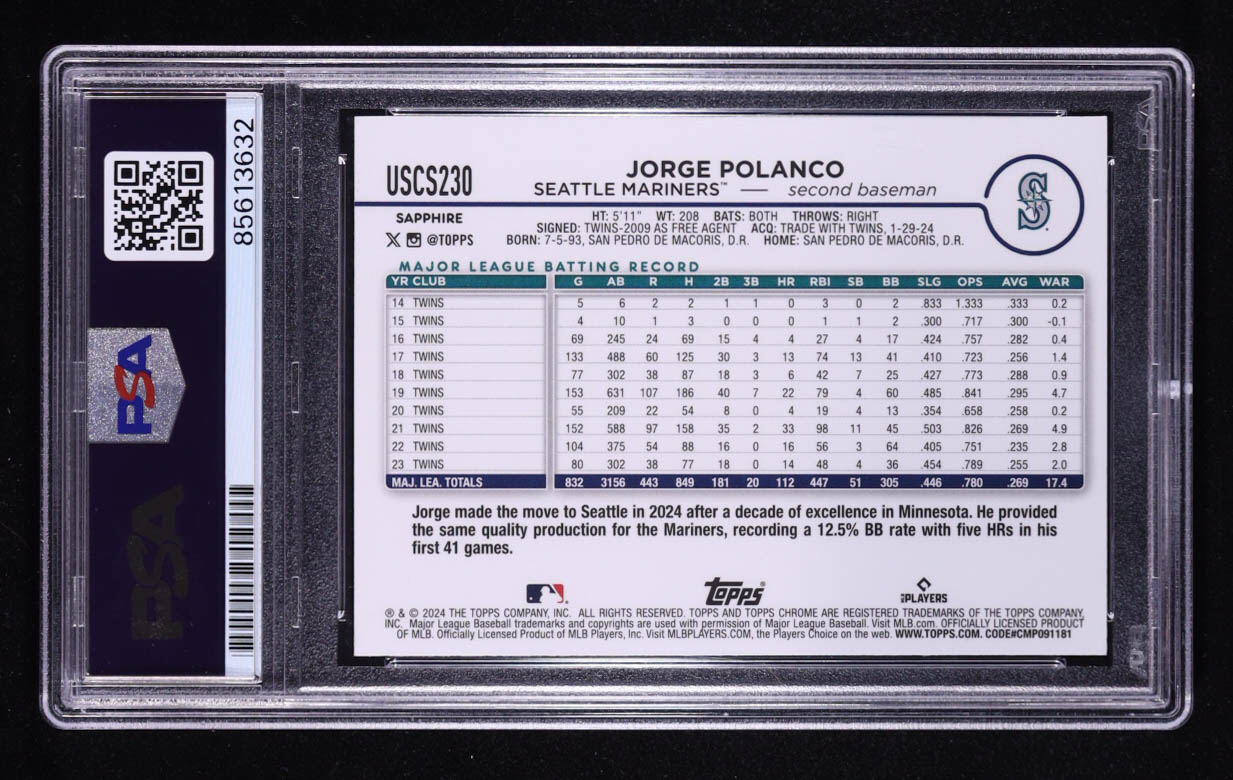 85613632
PSA
PSA
USCS230
JORGE POLANCO
SEATTLE MARINERS™ — second baseman
SAPPHIRE
@TOPPS
HT: 5'11" WT: 208 BATS: BOTH THROWS: RIGHT
SIGNED: TWINS-2009 AS FREE AGENT ACQ: TRADE WITH TWINS, 1-29-24
BORN: 7-5-93, SAN PEDRO DE MACORIS, D.R. HOME: SAN PEDRO DE MACORIS, D.R.
S
MAJOR LEAGUE BATTING RECORD
YR CLUB G AB R H 2B 3B HR RBI SB BB SLG OPS AVG WAR
14 TWINS 5 6 2 2 1 1 0 3 0 2 .833 1.333 .333 0.2
15 TWINS 4 10 1 3 0 0 0 1 1 2 .300 .717 .300 -0.1
16 TWINS 69 245 24 69 15 4 4 27 4 17 .424 .757 .282 0.4
17 TWINS 133 488 60 125 30 3 13 74 13 41 .410 .723 .256 1.4
18 TWINS 77 302 38 87 18 3 6 42 7 25 .427 .773 .288 0.9
19 TWINS 153 631 107 186 40 7 22 79 4 60 .485 .841 .295 4.7
20 TWINS 55 209 22 54 8 0 4 19 4 13 .354 .658 .258 0.2
21 TWINS 152 588 97 158 35 2 33 98 11 45 .503 .826 .269 4.9
22 TWINS 104 375 54 88 16 0 16 56 3 64 .405 .751 .235 2.8
23 TWINS 80 302 38 77 18 0 14 48 4 36 .454 .789 .255 2.0
MAJ. LEA. TOTALS 832 3156 443 849 181 20 112 447 51 305 .446 .780 .269 17.4
Jorge made the move to Seattle in 2024 after a decade of excellence in Minnesota. He provided
the same quality production for the Mariners, recording a 12.5% BB rate with five HRs in his
first 41 games.
Topps®
PLAYERS
® & © 2024 THE TOPPS COMPANY, INC. ALL RIGHTS RESERVED. TOPPS AND TOPPS CHROME ARE REGISTERED TRADEMARKS OF THE TOPPS COMPANY,
INC. Major League Baseball trademarks and copyrights are used with permission of Major League Baseball. Visit MLB.com. OFFICIALLY LICENSED PRODUCT
OF MLB. Officially Licensed Product of MLB Players, Inc. Visit MLBPLAYERS.COM, the Players Choice on the web. WWW.TOPPS.COM. CODE#CMP091181
PSA